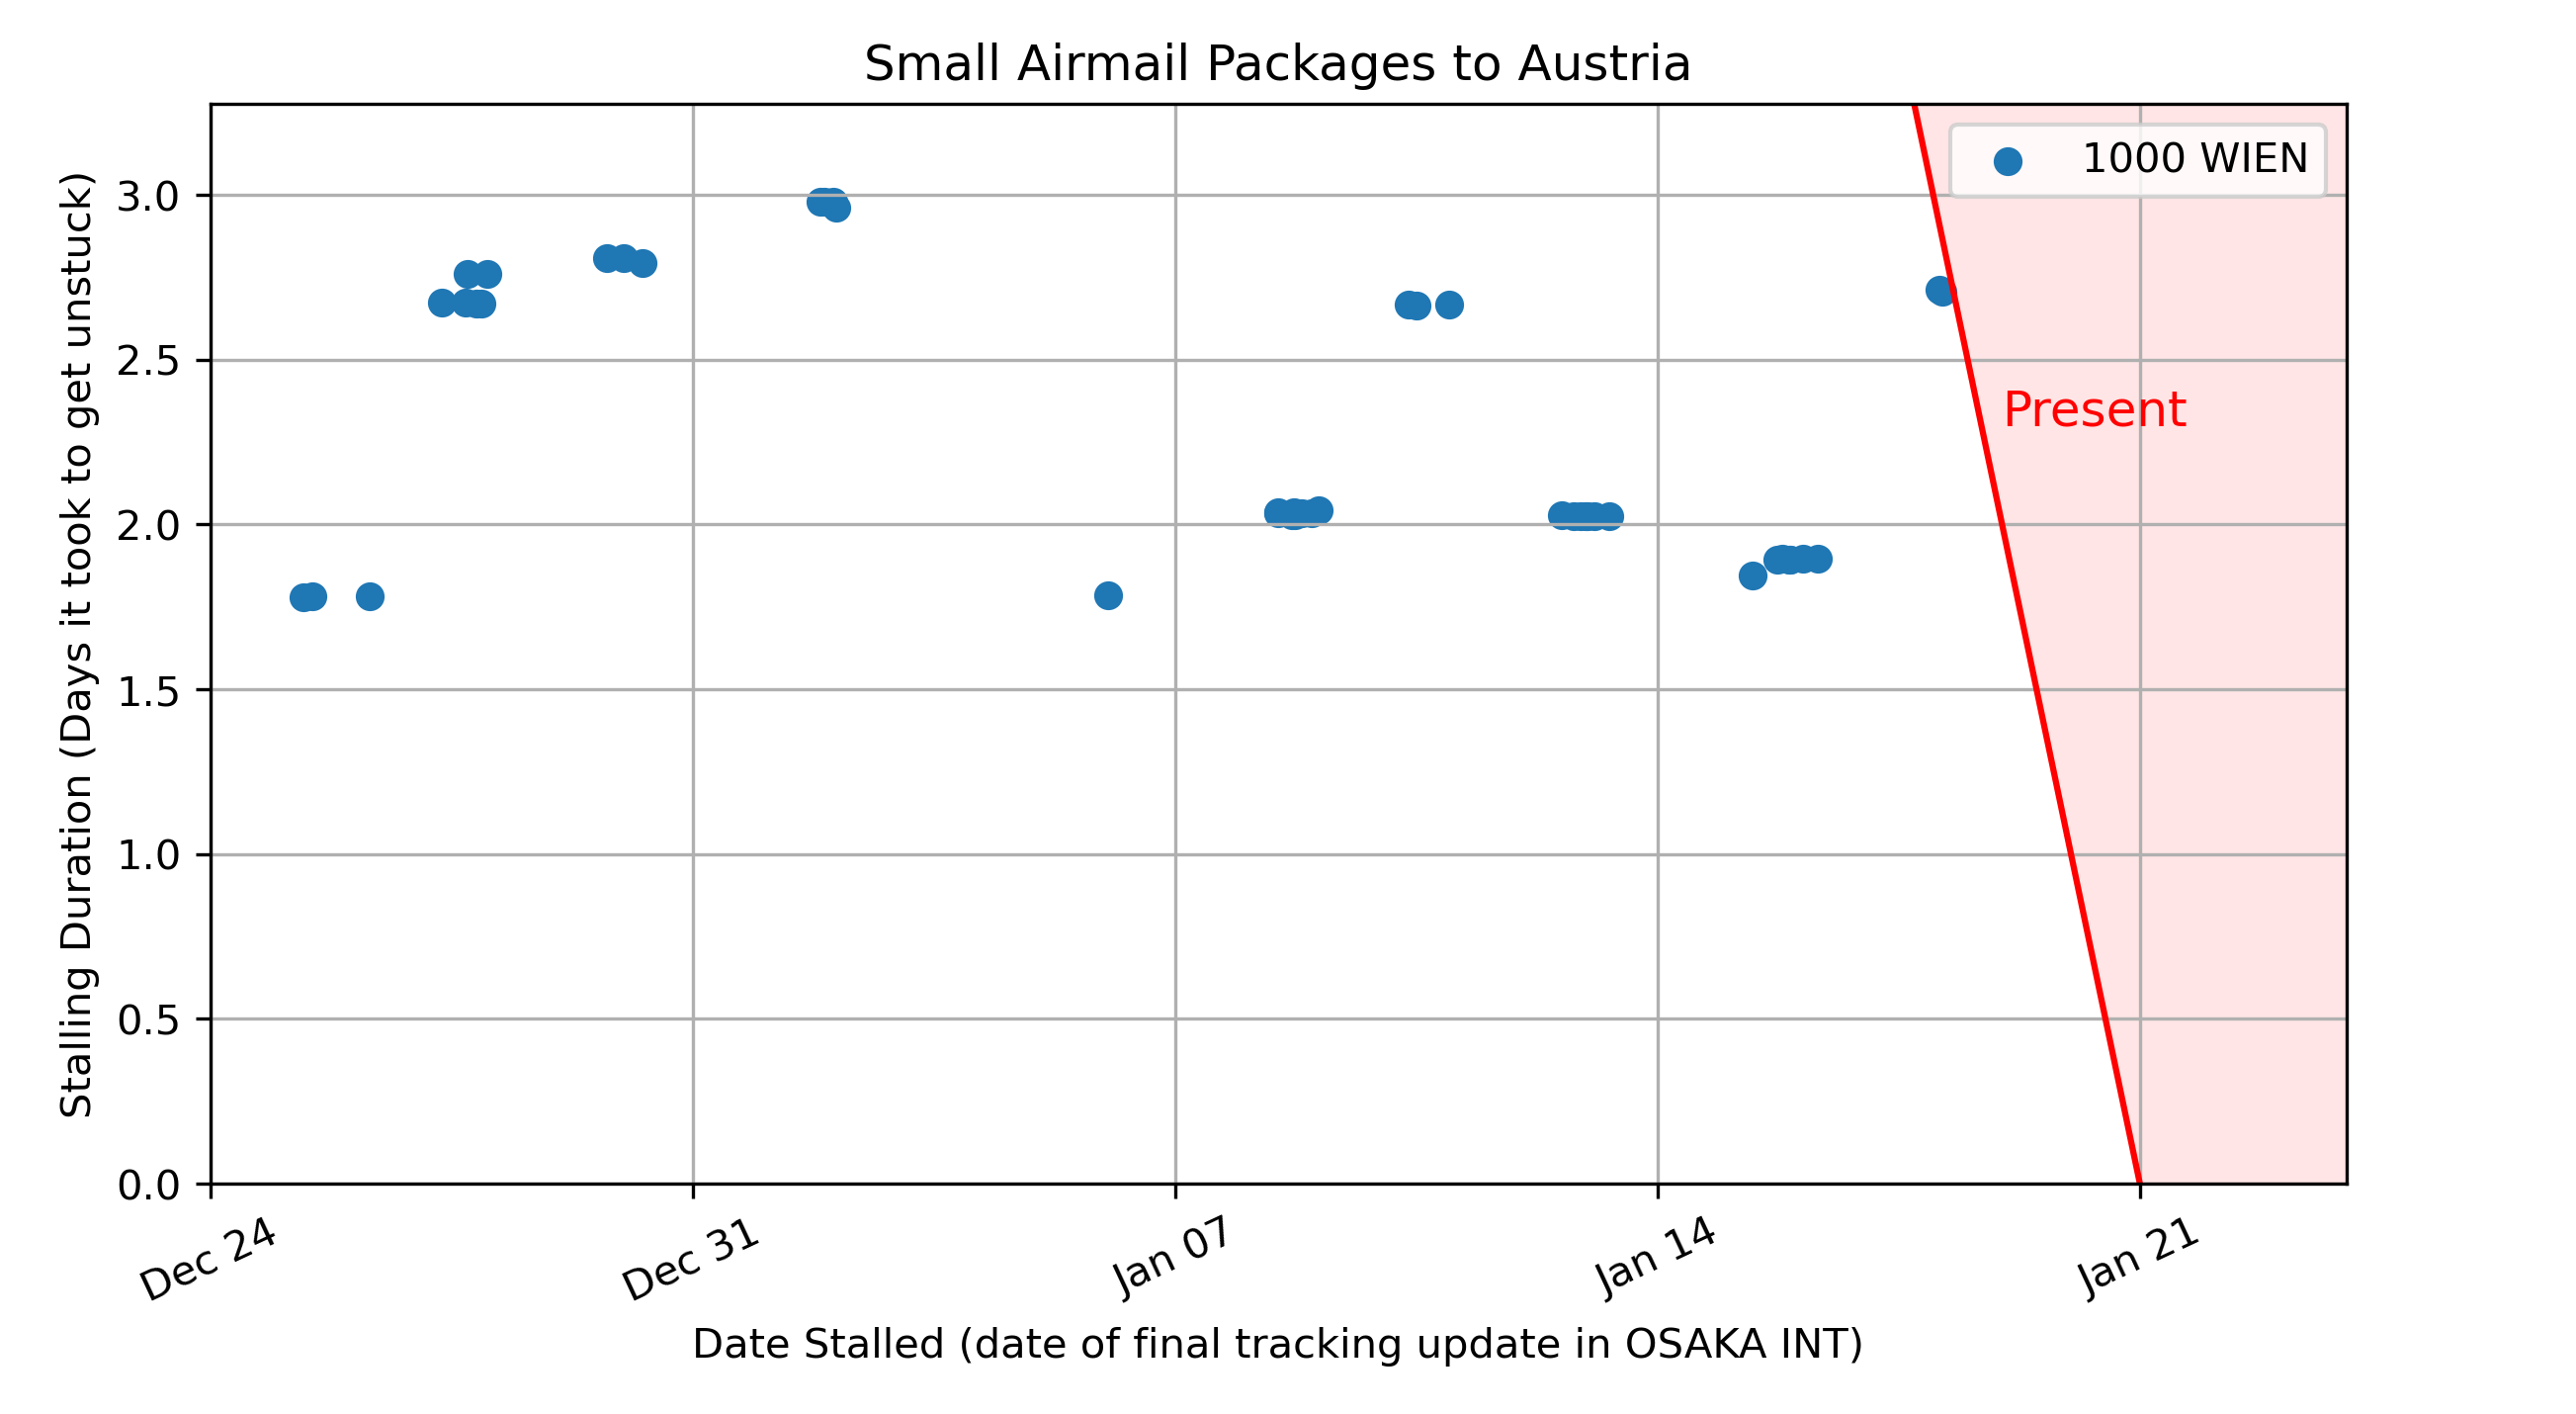 Small Airmail Packages to Austria
1000 WIEN
Present
Stalling Duration (Days it took to get unstuck)
3.0
2.5
2.0
1.5
1.0
0.5
0.0
Dec 24
Dec 31
Jan 07
Jan 14
Jan 21
Date Stalled (date of final tracking update in OSAKA INT)